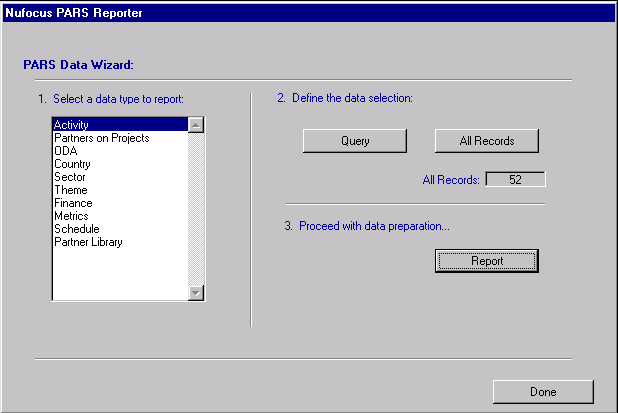 Nufocus PARS Reporter
PARS Data Wizard:
1. Select a data type to report:
Activity
Partners on Projects
ODA
Country
Sector
Theme
Finance
Metrics
Schedule
Partner Library
2. Define the data selection:
Query
All Records
All Records: 52
3. Proceed with data preparation...
Report
Done